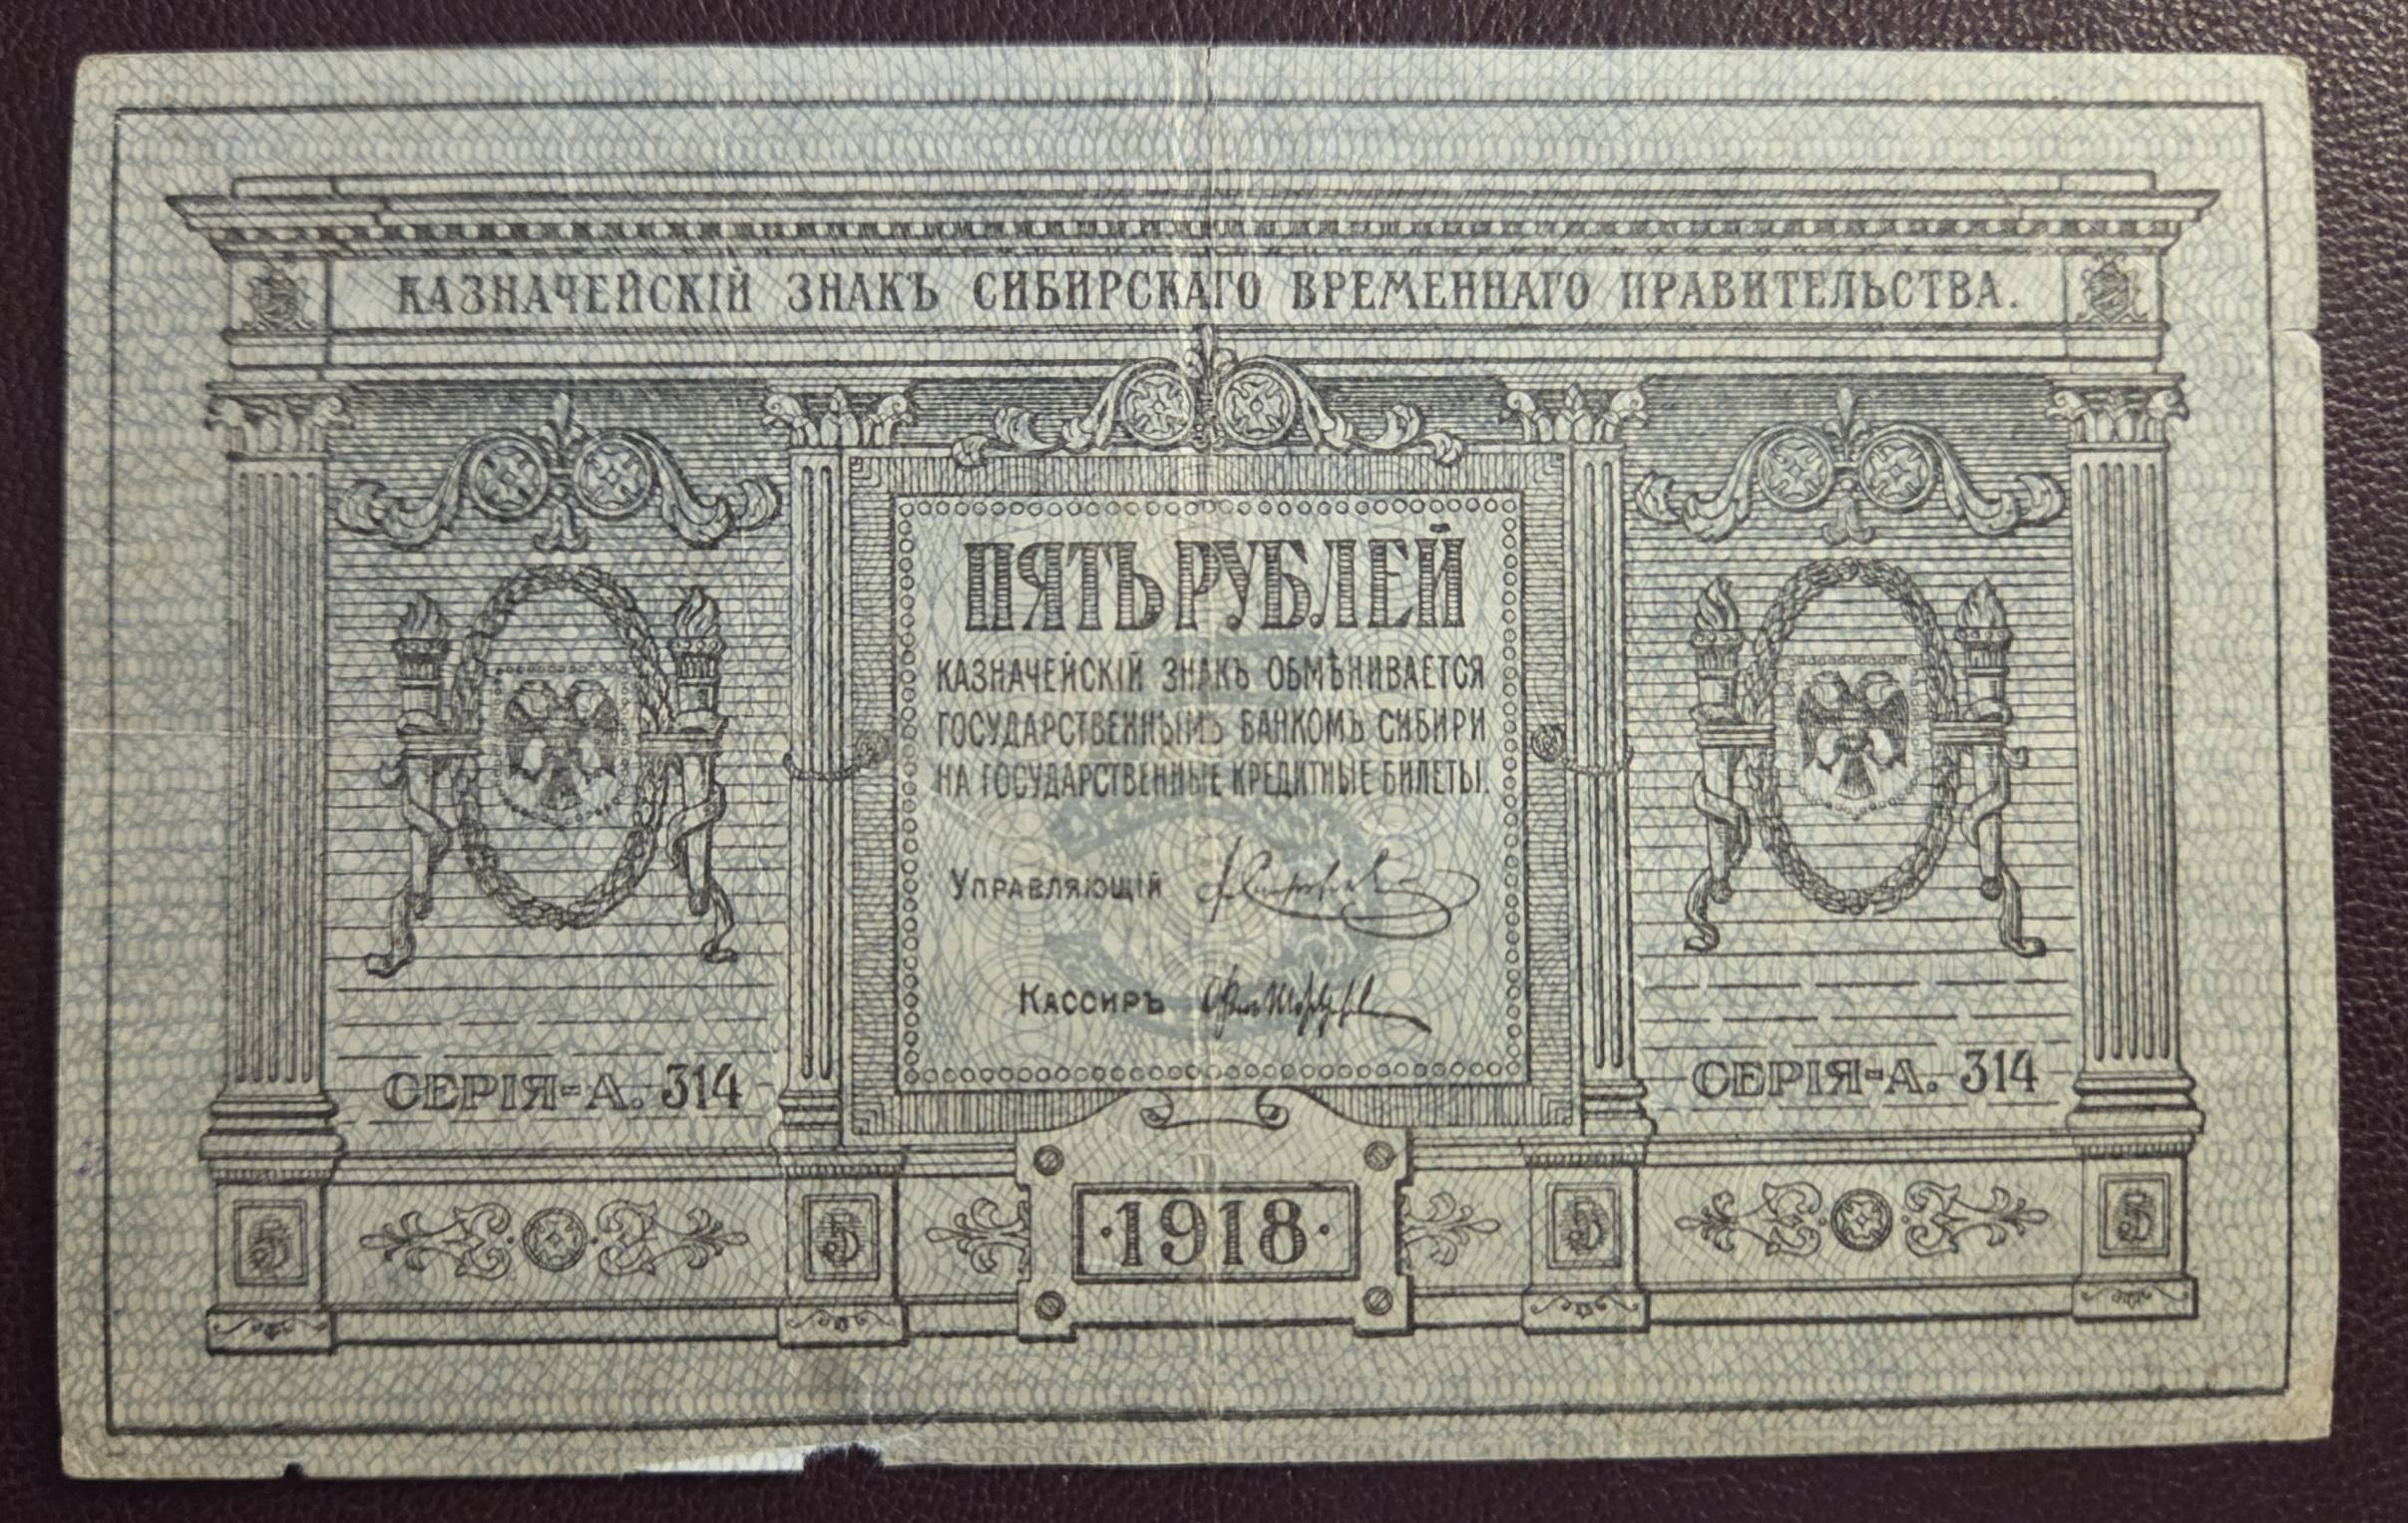 КАЗНАЧЕЙСКІЙ ЗНАКЪ СИБИРСКАГО ВРЕМЕННАГО ПРАВИТЕЛЬСТВА.
ПЯТЬ РУБЛЕЙ
КАЗНАЧЕЙСКІЙ ЗНАКЪ ОБМѢНИВАЕТСЯ
ГОСУДАРСТВЕННЫМЪ БАНКОМЪ СИБИРИ
НА ГОСУДАРСТВЕННЫЕ КРЕДИТНЫЕ БИЛЕТЫ.
УПРАВЛЯЮЩІЙ
КАССИРЪ
СЕРІЯ-А. 314 СЕРІЯ-А. 314
5 5 ·1918· 5 5